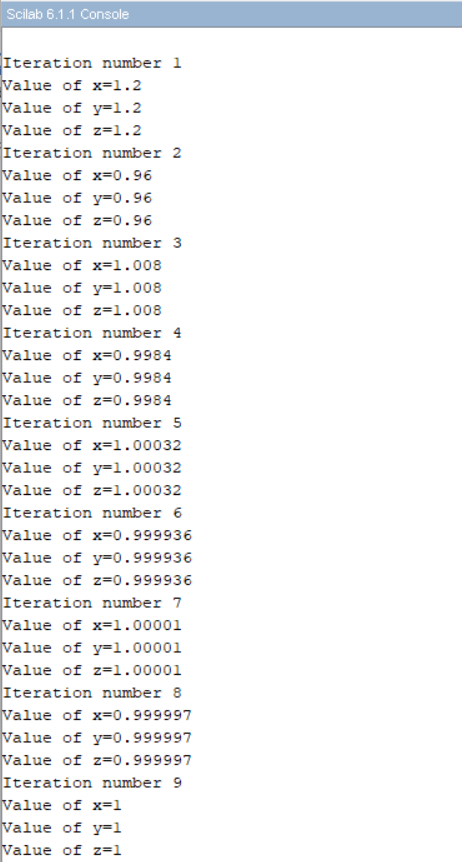 Scilab 6.1.1 Console
Iteration number 1
Value of x=1.2
Value of y=1.2
Value of z=1.2
Iteration number 2
Value of x=0.96
Value of y=0.96
Value of z=0.96
Iteration number 3
Value of x=1.008
Value of y=1.008
Value of z=1.008
Iteration number 4
Value of x=0.9984
Value of y=0.9984
Value of z=0.9984
Iteration number 5
Value of x=1.00032
Value of y=1.00032
Value of z=1.00032
Iteration number 6
Value of x=0.999936
Value of y=0.999936
Value of z=0.999936
Iteration number 7
Value of x=1.00001
Value of y=1.00001
Value of z=1.00001
Iteration number 8
Value of x=0.999997
Value of y=0.999997
Value of z=0.999997
Iteration number 9
Value of x=1
Value of y=1
Value of z=1